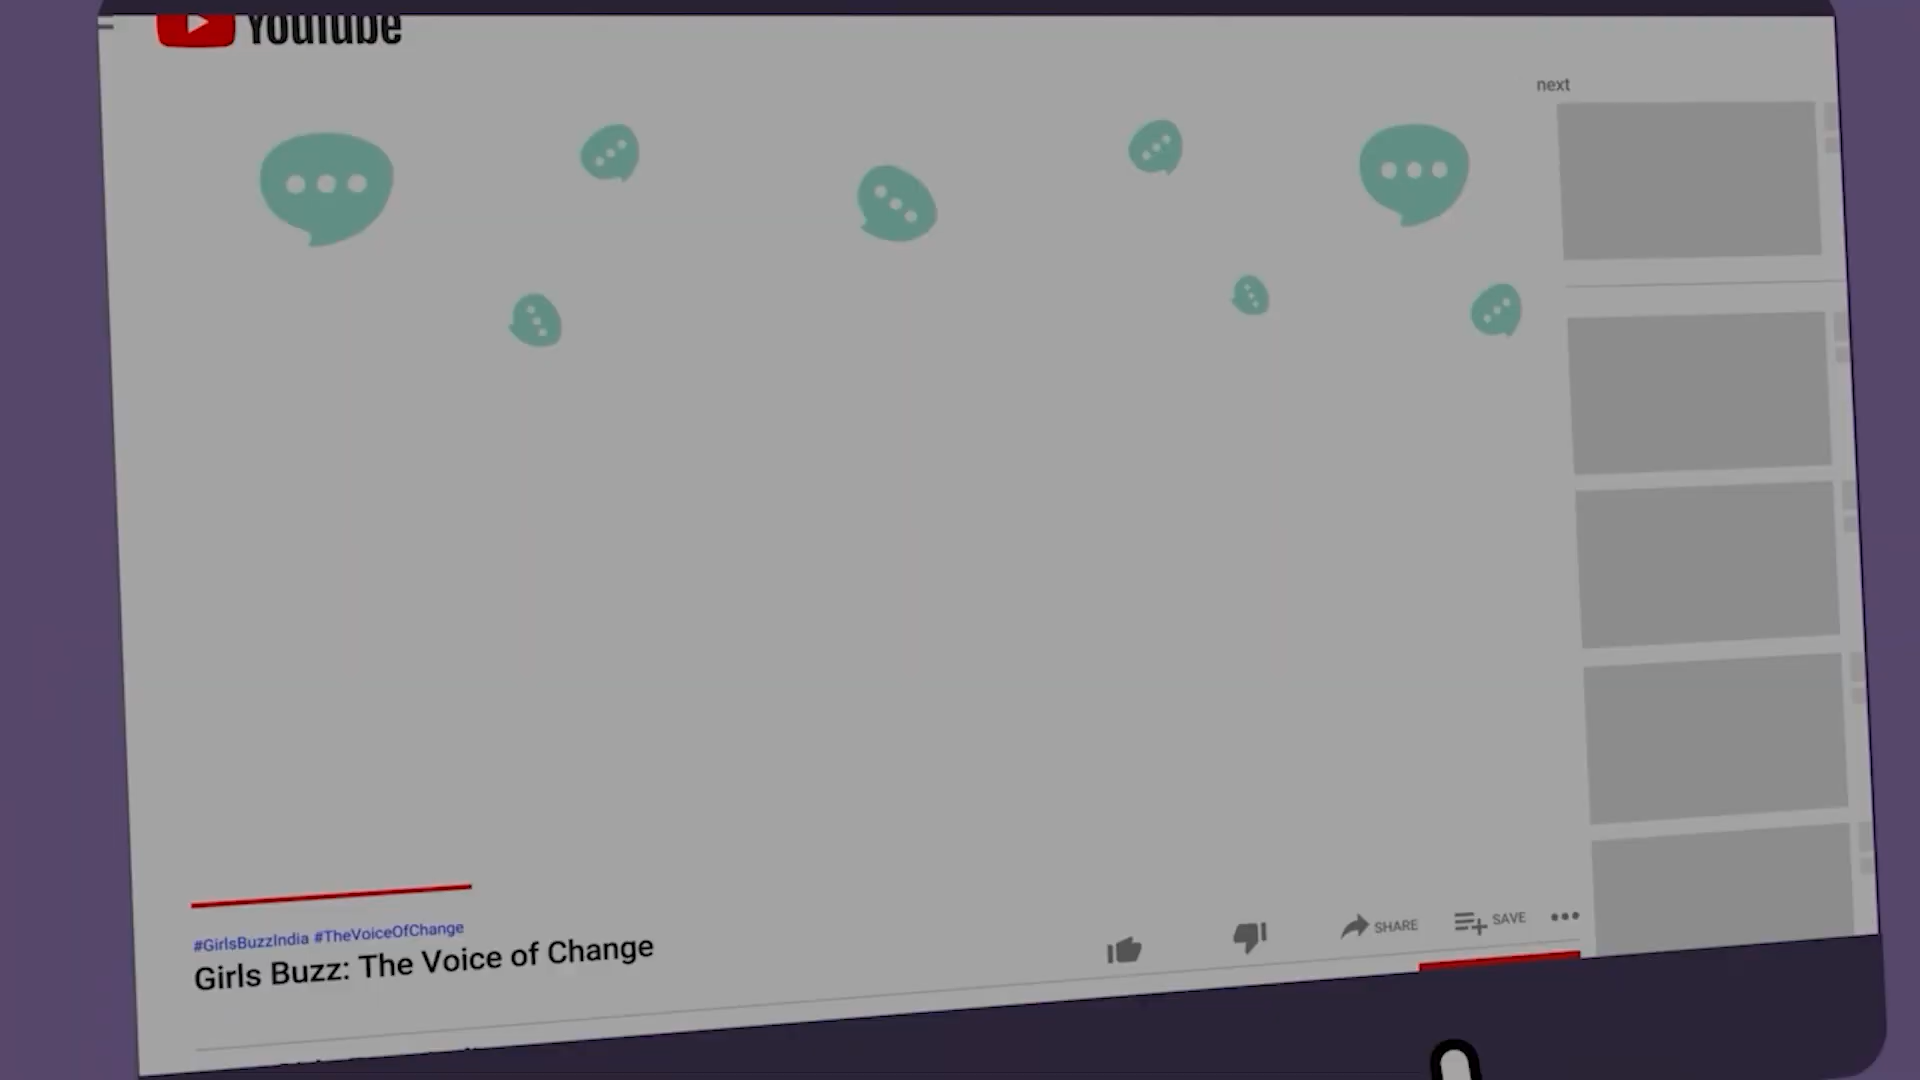 YouTube
next
#GirlsBuzzIndia #TheVoiceOfChange
Girls Buzz: The Voice of Change
SHARE
SAVE